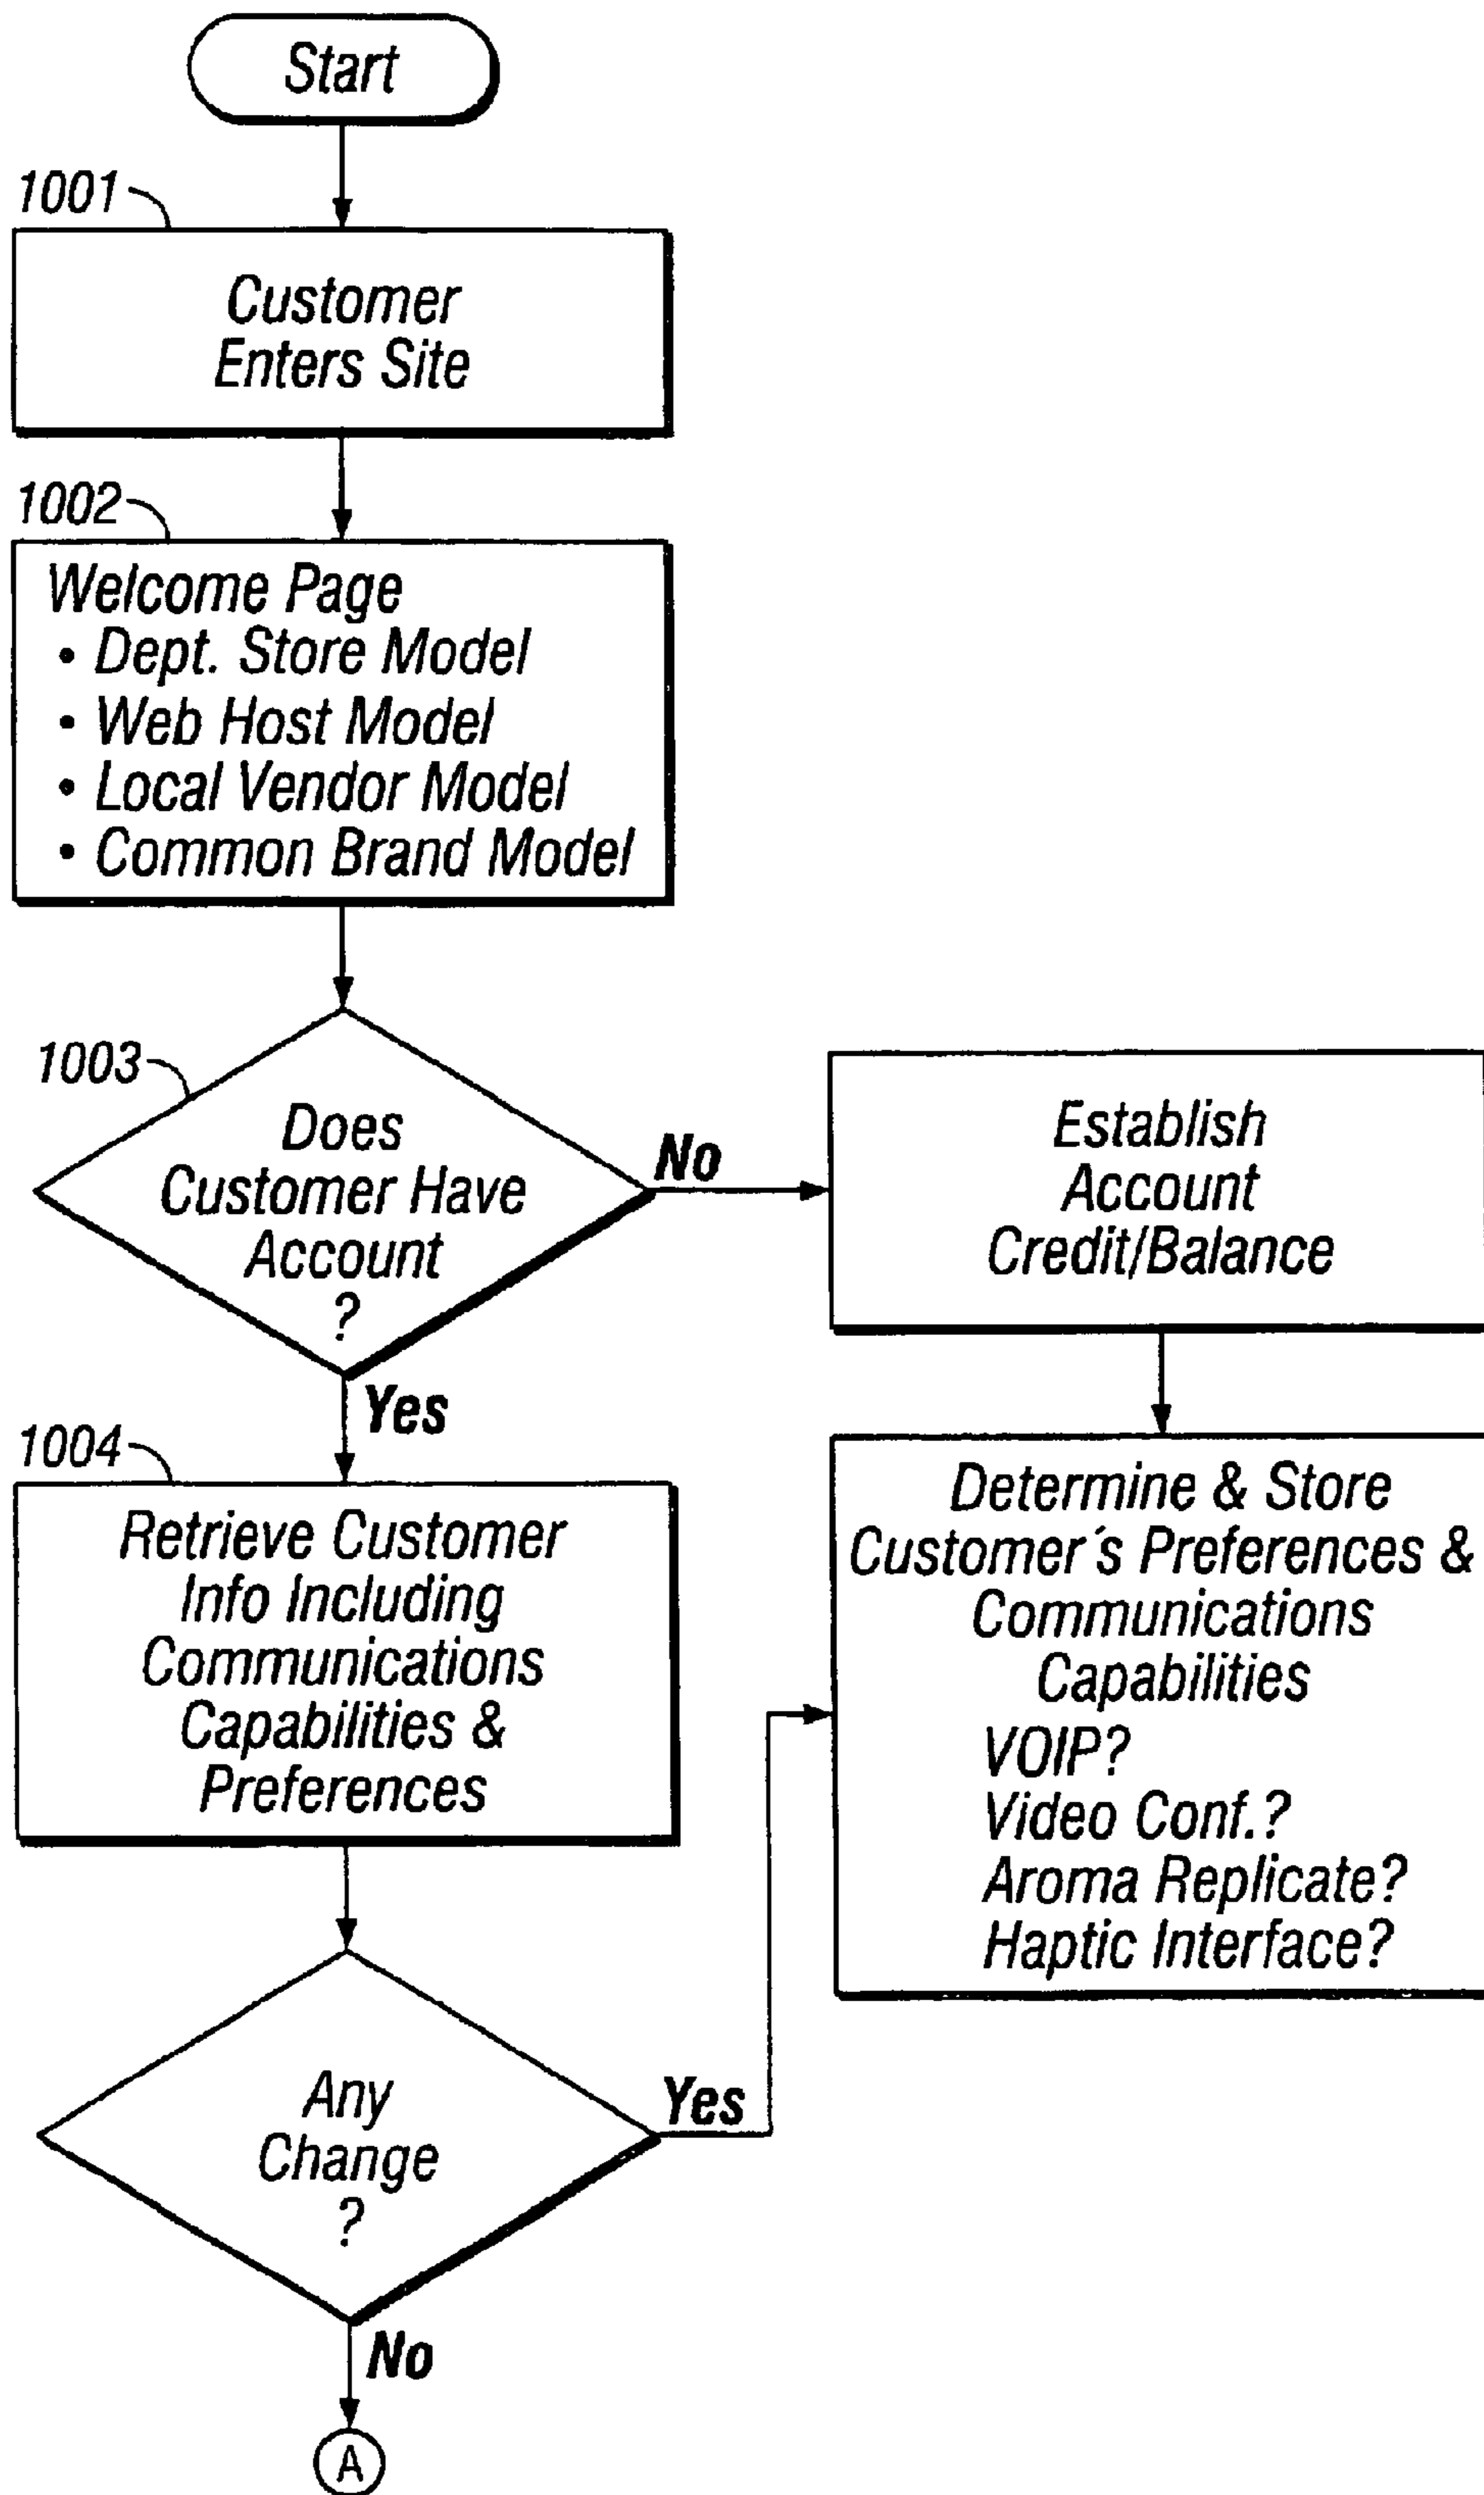 Start
1001
Customer
Enters Site
1002
Welcome Page
• Dept. Store Model
• Web Host Model
• Local Vendor Model
• Common Brand Model
1003
Does
Customer Have
Account
?
No
Yes
Establish
Account
Credit/Balance
1004
Retrieve Customer
Info Including
Communications
Capabilities &
Preferences
Determine & Store
Customer's Preferences &
Communications
Capabilities
VOIP?
Video Conf.?
Aroma Replicate?
Haptic Interface?
Any
Change
?
Yes
No
A